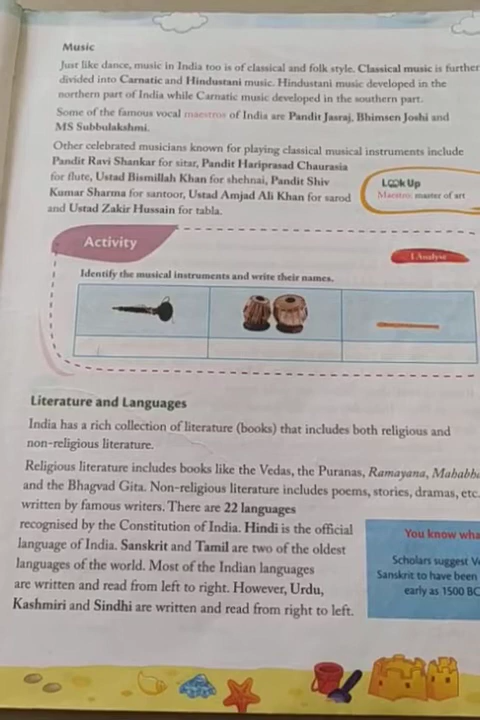 Music
Just like dance, music in India too is of classical and folk style. Classical music is further
divided into Carnatic and Hindustani music. Hindustani music developed in the
northern part of India while Carnatic music developed in the southern part.
Some of the famous vocal maestros of India are Pandit Jasraj, Bhimsen Joshi and
MS Subbulakshmi.
Other celebrated musicians known for playing classical musical instruments include
Pandit Ravi Shankar for sitar, Pandit Hariprasad Chaurasia
for flute, Ustad Bismillah Khan for shehnai, Pandit Shiv
Kumar Sharma for santoor, Ustad Amjad Ali Khan for sarod
and Ustad Zakir Hussain for tabla.
Look Up
Maestro: master of art
Activity
I Analyse
Identify the musical instruments and write their names.
Literature and Languages
India has a rich collection of literature (books) that includes both religious and
non-religious literature.
Religious literature includes books like the Vedas, the Puranas, Ramayana,
and the Bhagvad Gita. Non-religious literature includes poems, stories, dramas, etc.
written by famous writers. There are 22 languages
recognised by the Constitution of India. Hindi is the official
language of India. Sanskrit and Tamil are two of the oldest
languages of the world. Most of the Indian languages
are written and read from left to right. However, Urdu,
Kashmiri and Sindhi are written and read from right to left.
You know
Scholars suggest
Sanskrit to have been
early as 1500